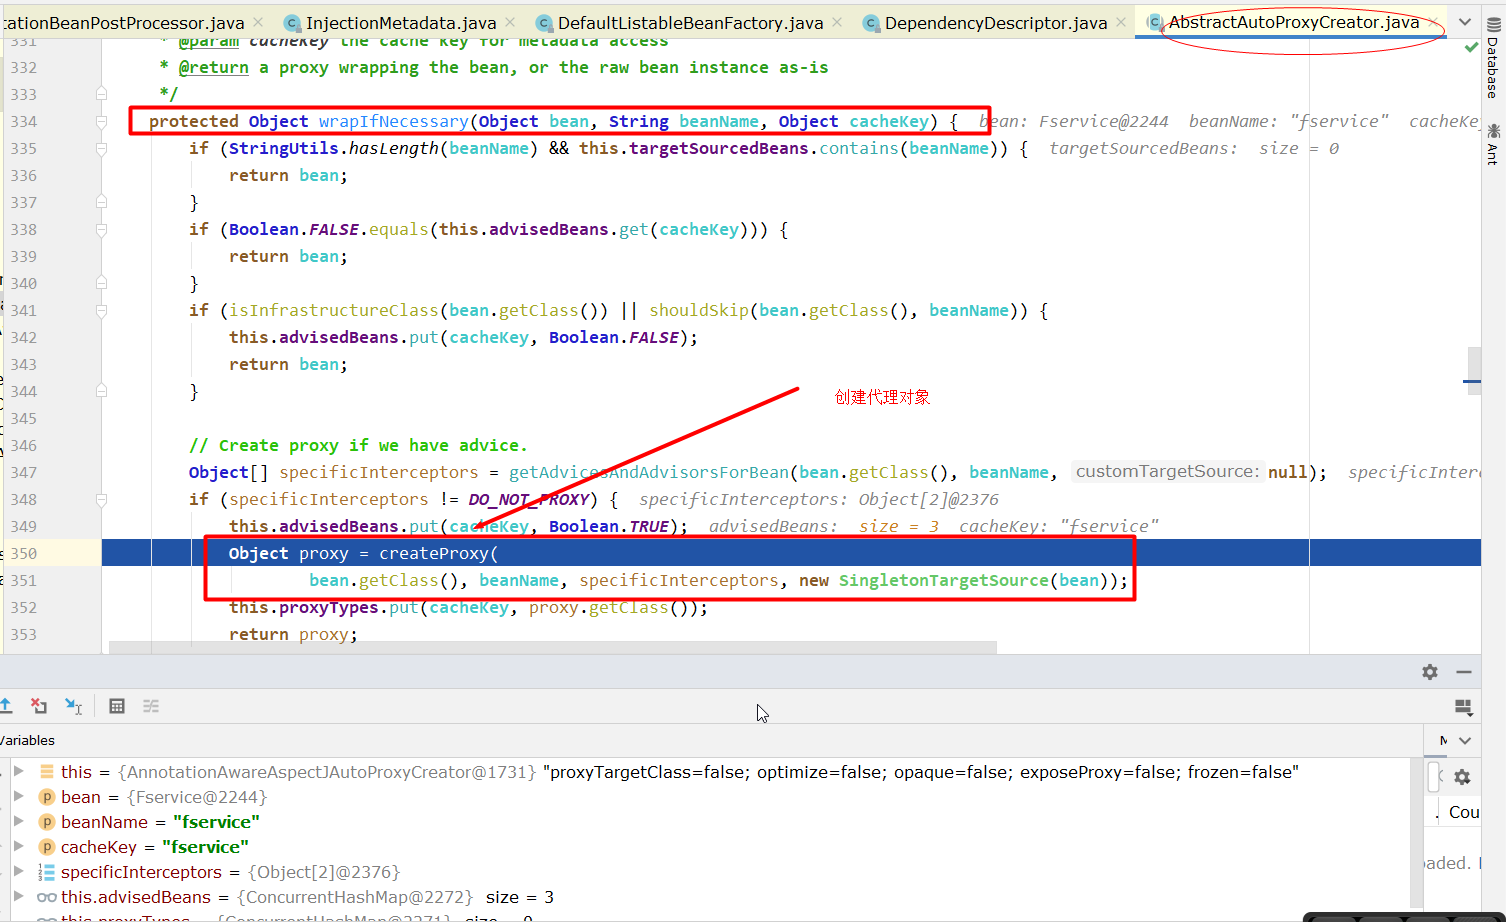 tationBeanPostProcessor.java InjectionMetadata.java DefaultListableBeanFactory.java DependencyDescriptor.java AbstractAutoProxyCreator.java
331 * @param cacheKey the cache key for metadata access
332 * @return a proxy wrapping the bean, or the raw bean instance as-is
333 */
334 protected Object wrapIfNecessary(Object bean, String beanName, Object cacheKey) { bean: Fservice@2244 beanName: "fservice" cacheKey
335 if (StringUtils.hasLength(beanName) && this.targetSourcedBeans.contains(beanName)) { targetSourcedBeans: size = 0
336 return bean;
337 }
338 if (Boolean.FALSE.equals(this.advisedBeans.get(cacheKey))) {
339 return bean;
340 }
341 if (isInfrastructureClass(bean.getClass()) || shouldSkip(bean.getClass(), beanName)) {
342 this.advisedBeans.put(cacheKey, Boolean.FALSE);
343 return bean;
344 }
创建代理对象
345
346 // Create proxy if we have advice.
347 Object[] specificInterceptors = getAdvicesAndAdvisorsForBean(bean.getClass(), beanName, customTargetSource: null); specificInterc
348 if (specificInterceptors != DO_NOT_PROXY) { specificInterceptors: Object[2]@2376
349 this.advisedBeans.put(cacheKey, Boolean.TRUE); advisedBeans: size = 3 cacheKey: "fservice"
350 Object proxy = createProxy(
351 bean.getClass(), beanName, specificInterceptors, new SingletonTargetSource(bean));
352 this.proxyTypes.put(cacheKey, proxy.getClass());
353 return proxy;
Database
Ant
Variables
this = {AnnotationAwareAspectJAutoProxyCreator@1731} "proxyTargetClass=false; optimize=false; opaque=false; exposeProxy=false; frozen=false"
bean = {Fservice@2244}
beanName = "fservice"
cacheKey = "fservice"
specificInterceptors = {Object[2]@2376}
this.advisedBeans = {ConcurrentHashMap@2272} size = 3
this.proxyTypes = {ConcurrentHashMap@2271} size = 0
Cou
aded.